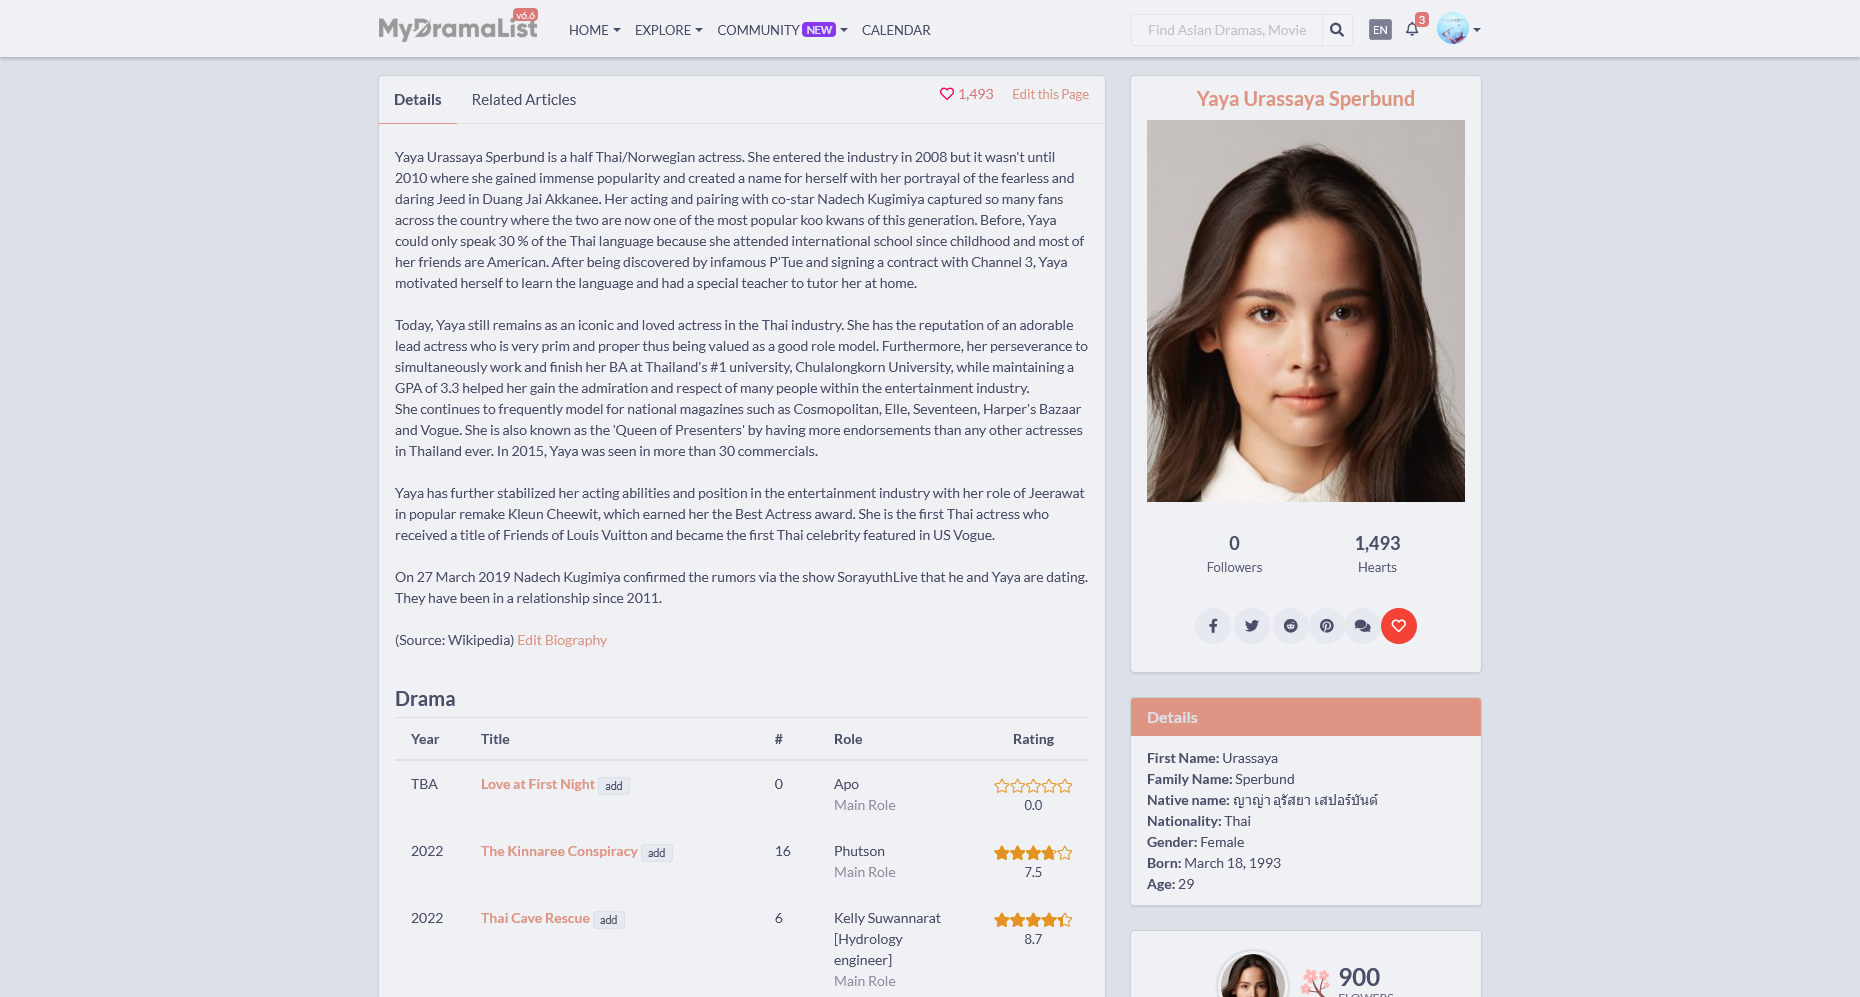 MyDramaList v6.6 HOME EXPLORE COMMUNITY NEW CALENDAR Find Asian Dramas, Movie EN 3
Details Related Articles 1,493 Edit this Page
Yaya Urassaya Sperbund is a half Thai/Norwegian actress. She entered the industry in 2008 but it wasn't until
2010 where she gained immense popularity and created a name for herself with her portrayal of the fearless and
daring Jeed in Duang Jai Akkanee. Her acting and pairing with co-star Nadech Kugimiya captured so many fans
across the country where the two are now one of the most popular koo kwans of this generation. Before, Yaya
could only speak 30 % of the Thai language because she attended international school since childhood and most of
her friends are American. After being discovered by infamous P'Tue and signing a contract with Channel 3, Yaya
motivated herself to learn the language and had a special teacher to tutor her at home.
Today, Yaya still remains as an iconic and loved actress in the Thai industry. She has the reputation of an adorable
lead actress who is very prim and proper thus being valued as a good role model. Furthermore, her perseverance to
simultaneously work and finish her BA at Thailand's #1 university, Chulalongkorn University, while maintaining a
GPA of 3.3 helped her gain the admiration and respect of many people within the entertainment industry.
She continues to frequently model for national magazines such as Cosmopolitan, Elle, Seventeen, Harper's Bazaar
and Vogue. She is also known as the 'Queen of Presenters' by having more endorsements than any other actresses
in Thailand ever. In 2015, Yaya was seen in more than 30 commercials.
Yaya has further stabilized her acting abilities and position in the entertainment industry with her role of Jeerawat
in popular remake Kleun Cheewit, which earned her the Best Actress award. She is the first Thai actress who
received a title of Friends of Louis Vuitton and became the first Thai celebrity featured in US Vogue.
On 27 March 2019 Nadech Kugimiya confirmed the rumors via the show SorayuthLive that he and Yaya are dating.
They have been in a relationship since 2011.
(Source: Wikipedia) Edit Biography
Drama
Year Title # Role Rating
TBA Love at First Night add 0 Apo
Main Role 0.0
2022 The Kinnaree Conspiracy add 16 Phutson
Main Role 7.5
2022 Thai Cave Rescue add 6 Kelly Suwannarat
[Hydrology 8.7
engineer]
Main Role
Yaya Urassaya Sperbund
0 1,493
Followers Hearts
Details
First Name: Urassaya
Family Name: Sperbund
Native name: ญาญ่า อุรัสยา เสปอร์บันด์
Nationality: Thai
Gender: Female
Born: March 18, 1993
Age: 29
900
FLOWERS